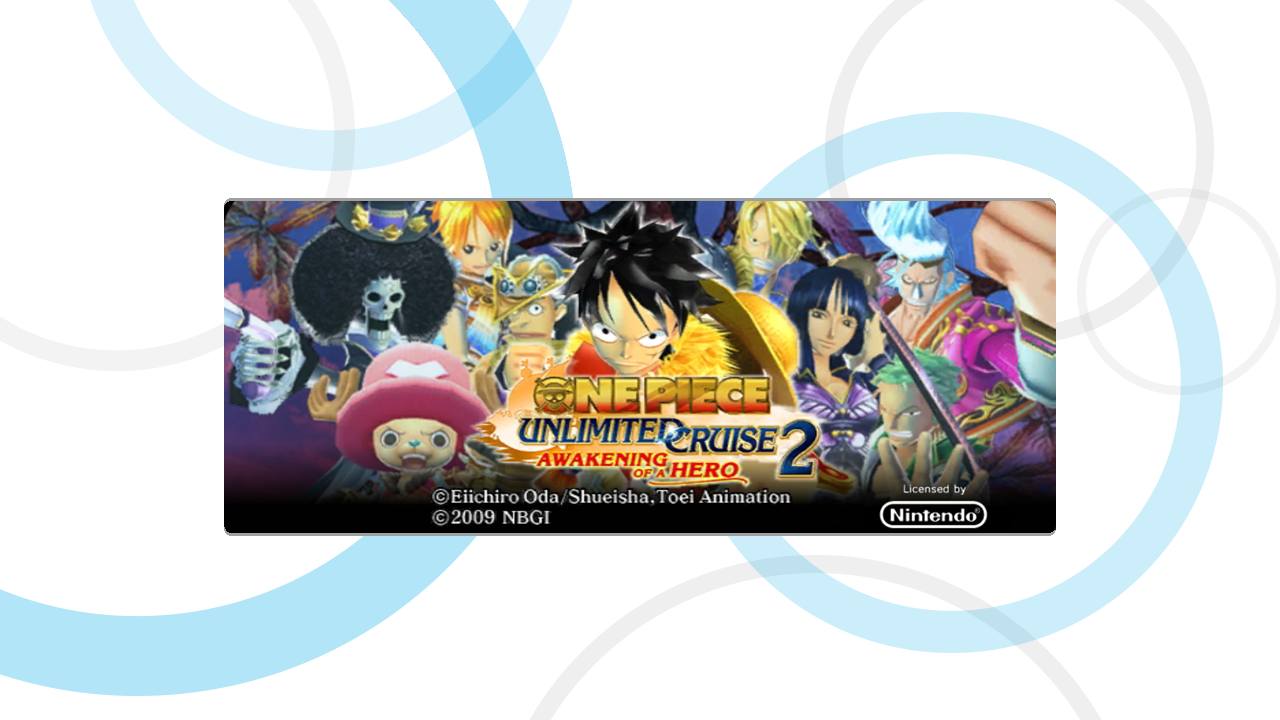 ONE PIECE
UNLIMITED CRUISE 2
AWAKENING
OF A HERO
©Eiichiro Oda/Shueisha,Toei Animation
©2009 NBGI
Licensed by
Nintendo®